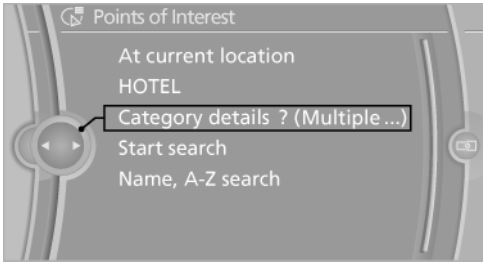 Points of Interest
At current location
HOTEL
Category details ? (Multiple ...)
Start search
Name, A-Z search